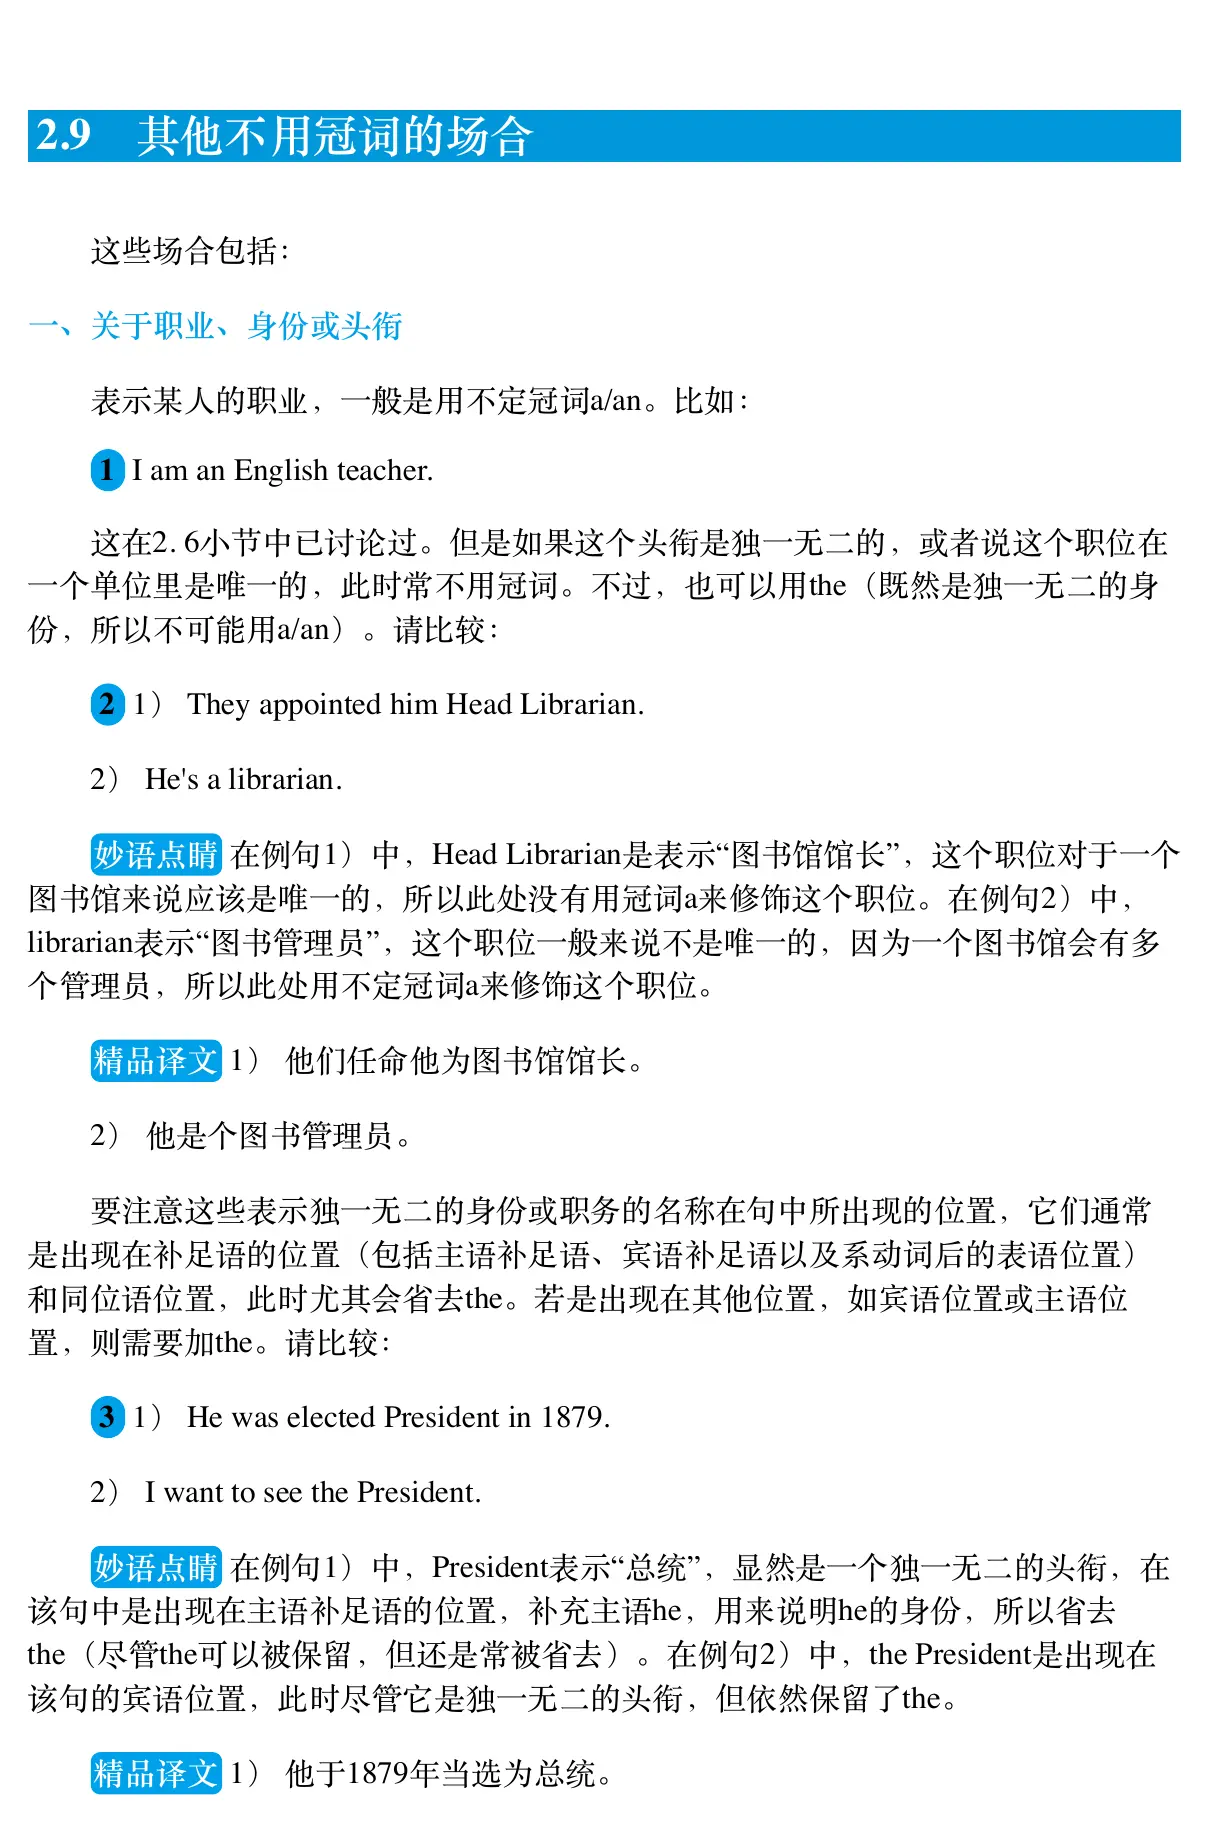 2.9 其他不用冠词的场合
这些场合包括：
一、关于职业、身份或头衔
表示某人的职业，一般是用不定冠词a/an。比如：
1 I am an English teacher.
这在2. 6小节中已讨论过。但是如果这个头衔是独一无二的，或者说这个职位在
一个单位里是唯一的，此时常不用冠词。不过，也可以用the（既然是独一无二的身
份，所以不可能用a/an）。请比较：
2 1） They appointed him Head Librarian.
2） He's a librarian.
妙语点睛 在例句1）中，Head Librarian是表示“图书馆馆长”，这个职位对于一个
图书馆来说应该是唯一的，所以此处没有用冠词a来修饰这个职位。在例句2）中，
librarian表示“图书管理员”，这个职位一般来说不是唯一的，因为一个图书馆会有多
个管理员，所以此处用不定冠词a来修饰这个职位。
精品译文 1） 他们任命他为图书馆馆长。
2） 他是个图书管理员。
要注意这些表示独一无二的身份或职务的名称在句中所出现的位置，它们通常
是出现在补足语的位置（包括主语补足语、宾语补足语以及系动词后的表语位置）
和同位语位置，此时尤其会省去the。若是出现在其他位置，如宾语位置或主语位
置，则需要加the。请比较：
3 1） He was elected President in 1879.
2） I want to see the President.
妙语点睛 在例句1）中，President表示“总统”，显然是一个独一无二的头衔，在
该句中是出现在主语补足语的位置，补充主语he，用来说明he的身份，所以省去
the（尽管the可以被保留，但还是常被省去）。在例句2）中，the President是出现在
该句的宾语位置，此时尽管它是独一无二的头衔，但依然保留了the。
精品译文 1） 他于1879年当选为总统。